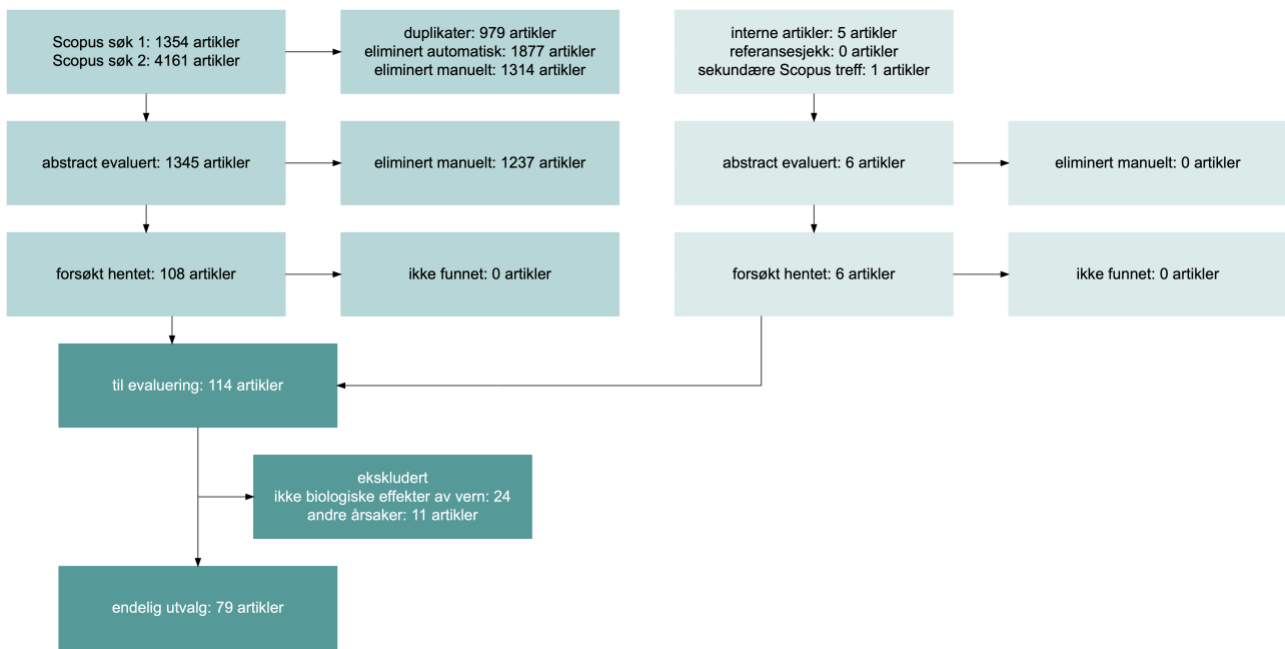 Scopus søk 1: 1354 artikler
Scopus søk 2: 4161 artikler
duplikater: 979 artikler
eliminert automatisk: 1877 artikler
eliminert manuelt: 1314 artikler
interne artikler: 5 artikler
referansesjekk: 0 artikler
sekundære Scopus treff: 1 artikler
abstract evaluert: 1345 artikler
eliminert manuelt: 1237 artikler
abstract evaluert: 6 artikler
eliminert manuelt: 0 artikler
forsøkt hentet: 108 artikler
ikke funnet: 0 artikler
forsøkt hentet: 6 artikler
ikke funnet: 0 artikler
til evaluering: 114 artikler
ekskludert
ikke biologiske effekter av vern: 24
andre årsaker: 11 artikler
endelig utvalg: 79 artikler